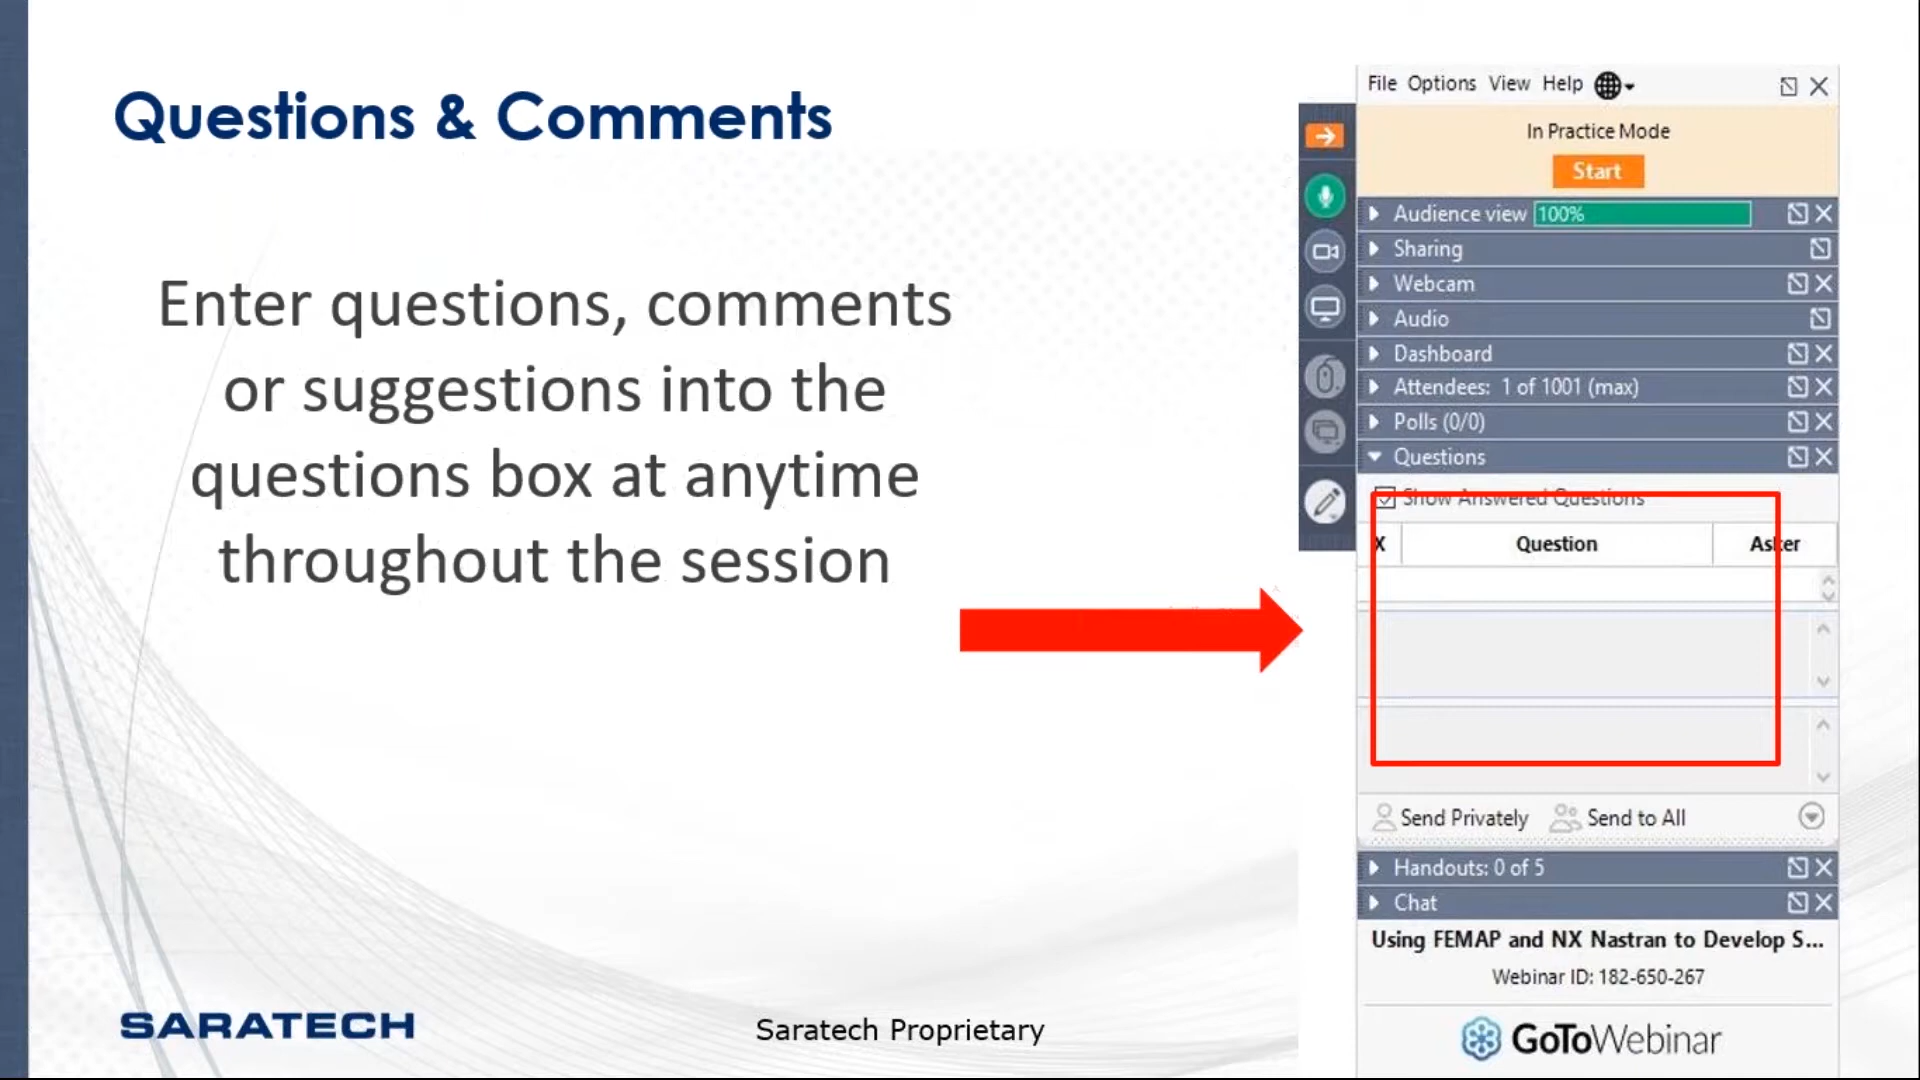 Questions & Comments
Enter questions, comments
or suggestions into the
questions box at anytime
throughout the session
SARATECH
Saratech Proprietary
File Options View Help
In Practice Mode
Start
Audience view 100%
Sharing
Webcam
Audio
Dashboard
Attendees: 1 of 1001 (max)
Polls (0/0)
Questions
Show Answered Questions
X Question Asker
Send Privately Send to All
Handouts: 0 of 5
Chat
Using FEMAP and NX Nastran to Develop S...
Webinar ID: 182-650-267
GoToWebinar